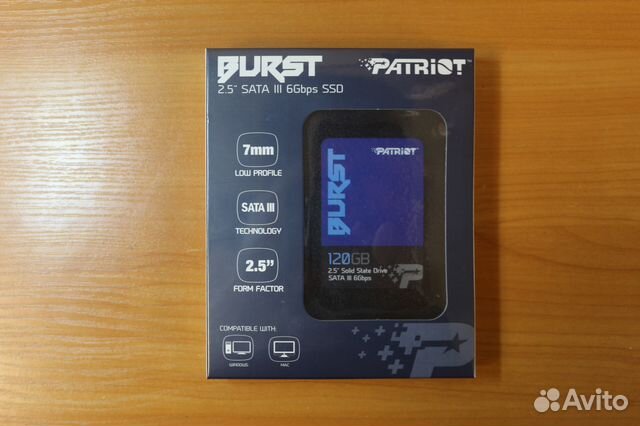 BURST
PATRIOT
2.5" SATA III 6Gbps SSD
7mm
LOW PROFILE
SATA III
TECHNOLOGY
2.5"
FORM FACTOR
PATRIOT
BURST
120GB
2.5" Solid State Drive
SATA III 6Gbps
COMPATIBLE WITH:
WINDOWS
MAC
Avito